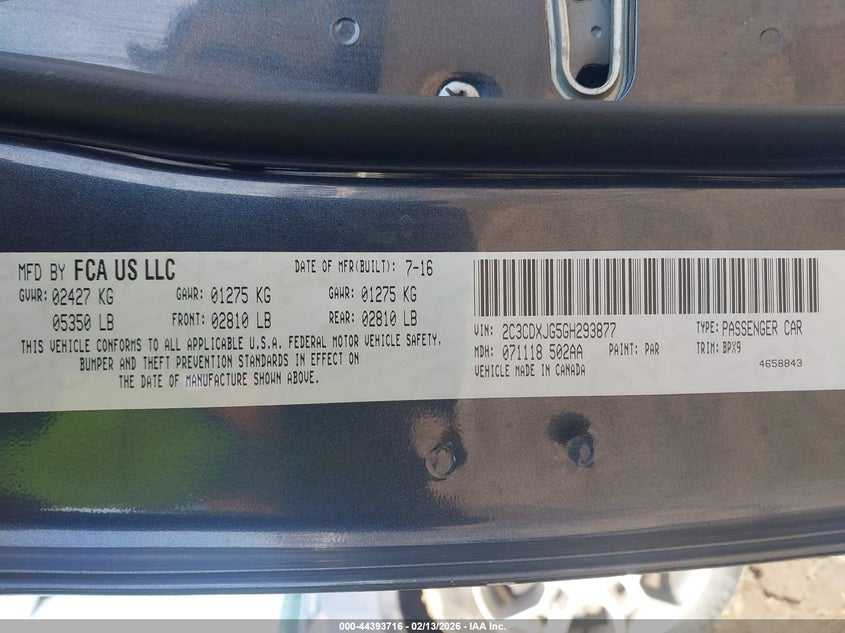 MFD BY FCA US LLC DATE OF MFR(BUILT): 7-16
GVWR: 02427 KG GAWR: 01275 KG GAWR: 01275 KG
05350 LB FRONT: 02810 LB REAR: 02810 LB
THIS VEHICLE CONFORMS TO ALL APPLICABLE U.S.A. FEDERAL MOTOR VEHICLE SAFETY,
BUMPER AND THEFT PREVENTION STANDARDS IN EFFECT ON
THE DATE OF MANUFACTURE SHOWN ABOVE.
VIN: 2C3CDXJG5GH293877 TYPE: PASSENGER CAR
MDH: 071118 502AA PAINT: PAR TRIM: BPX9
VEHICLE MADE IN CANADA 4658843
000-44393716 - 02/13/2026 - IAA Inc.